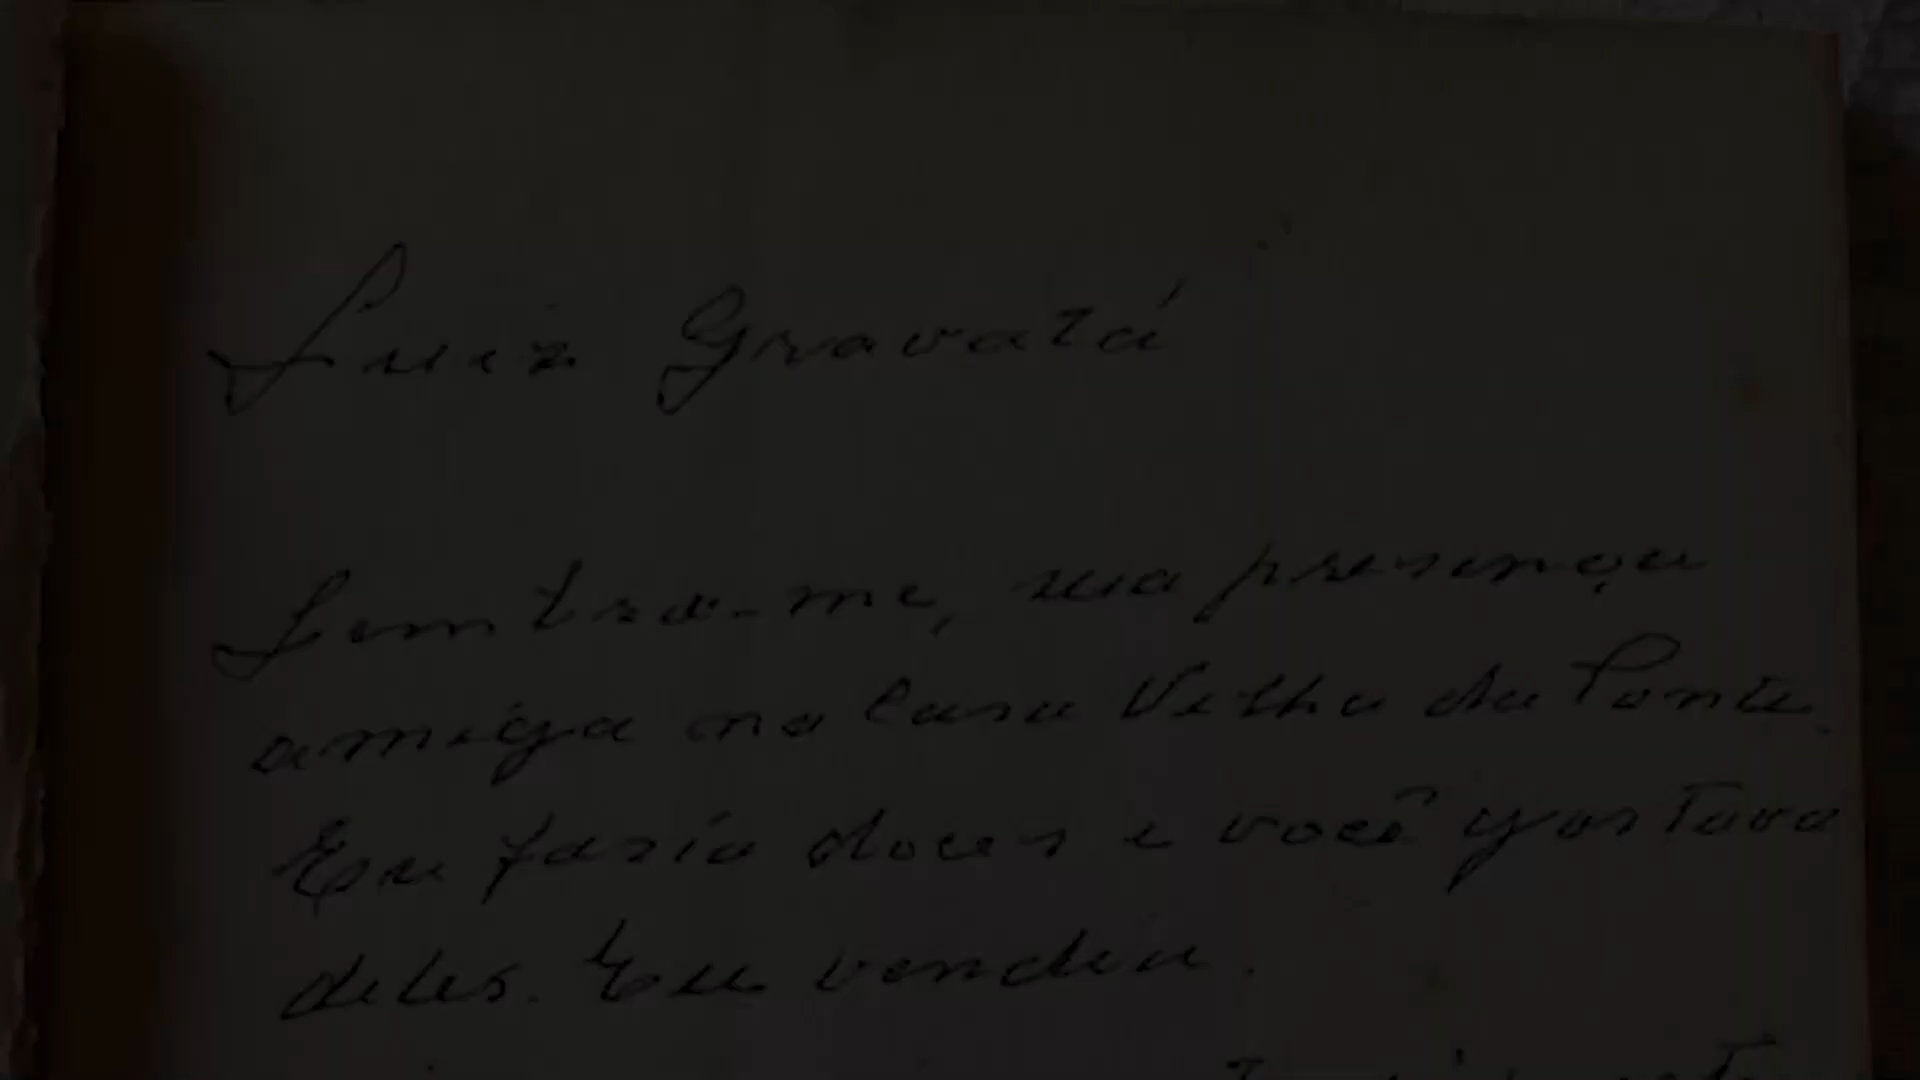 Luiz Gravatá
Lembra-me, sua presença
amiga na Casa Velha da Ponte.
Eu fazia doces e você gostava
deles. Eu vendia.